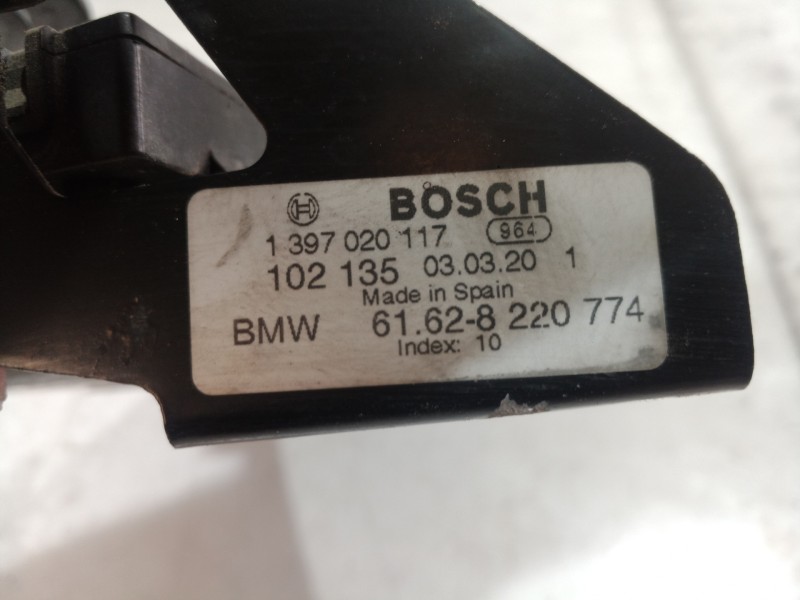 BOSCH
1 397 020 117 964
102 135 03.03.20 1
Made in Spain
BMW 61.62-8 220 774
Index: 10